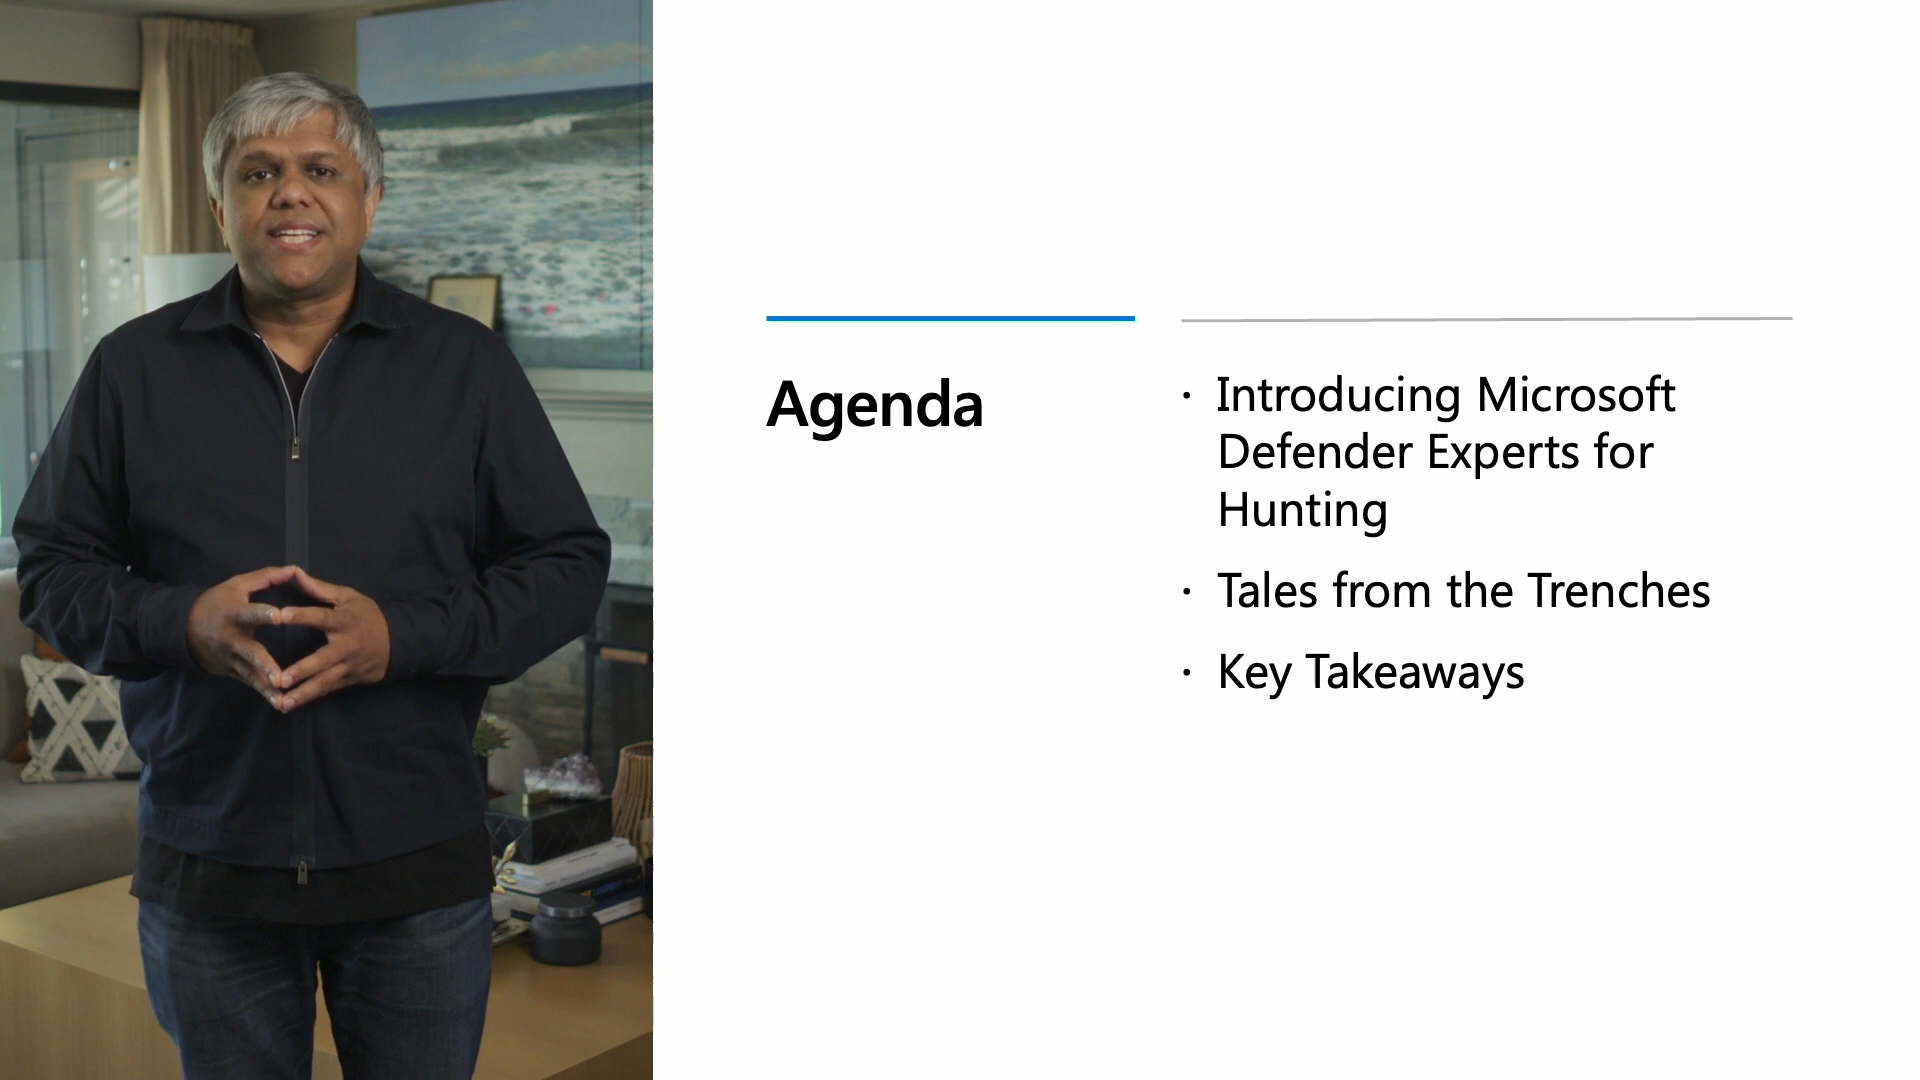 Agenda
· Introducing Microsoft
Defender Experts for
Hunting
· Tales from the Trenches
· Key Takeaways